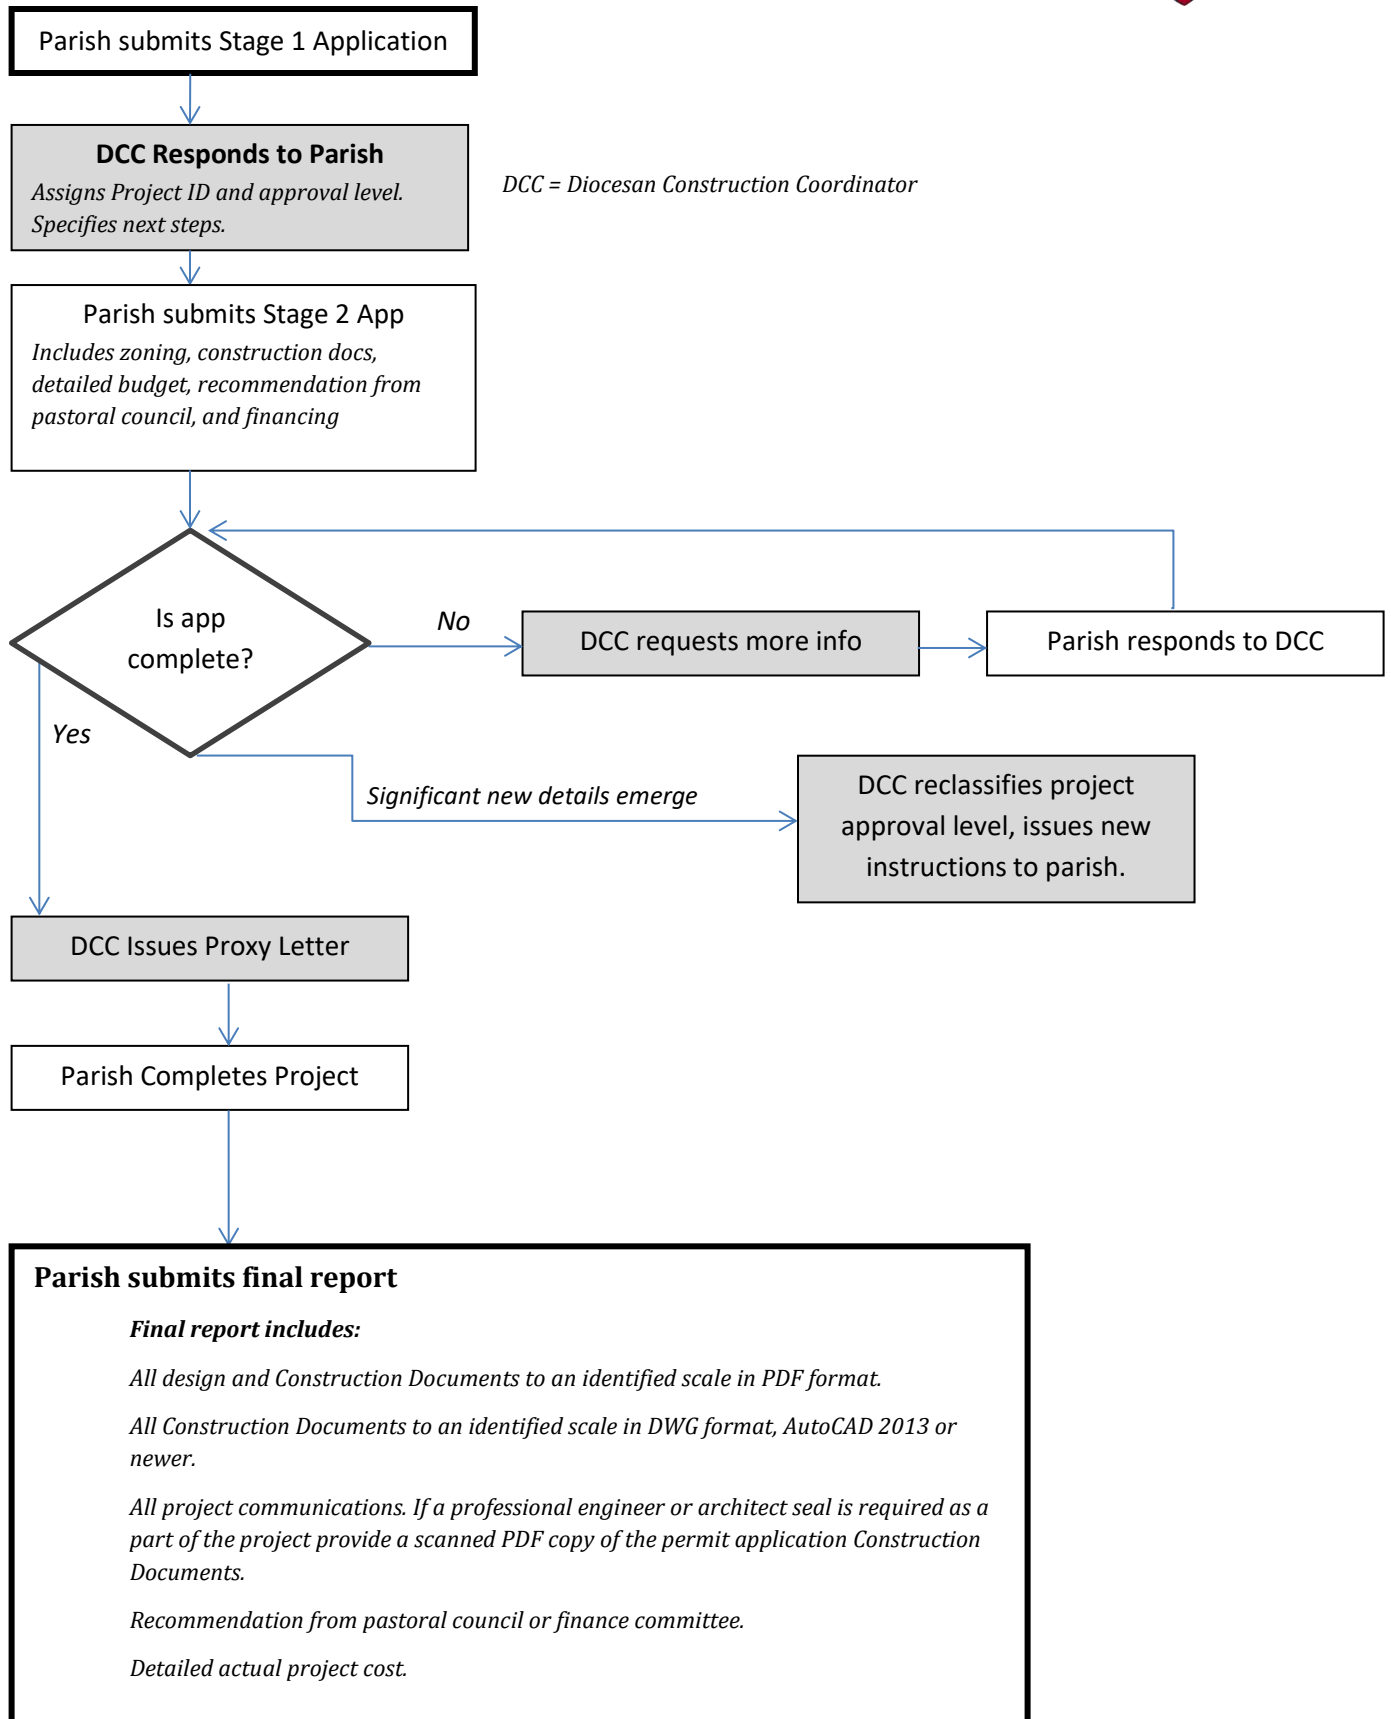 Parish submits Stage 1 Application
DCC Responds to Parish
Assigns Project ID and approval level.
Specifies next steps.
DCC = Diocesan Construction Coordinator
Parish submits Stage 2 App
Includes zoning, construction docs,
detailed budget, recommendation from
pastoral council, and financing
Is app
complete?
No
DCC requests more info
Parish responds to DCC
Yes
Significant new details emerge
DCC reclassifies project
approval level, issues new
instructions to parish.
DCC Issues Proxy Letter
Parish Completes Project
Parish submits final report
Final report includes:
All design and Construction Documents to an identified scale in PDF format.
All Construction Documents to an identified scale in DWG format, AutoCAD 2013 or
newer.
All project communications. If a professional engineer or architect seal is required as a
part of the project provide a scanned PDF copy of the permit application Construction
Documents.
Recommendation from pastoral council or finance committee.
Detailed actual project cost.